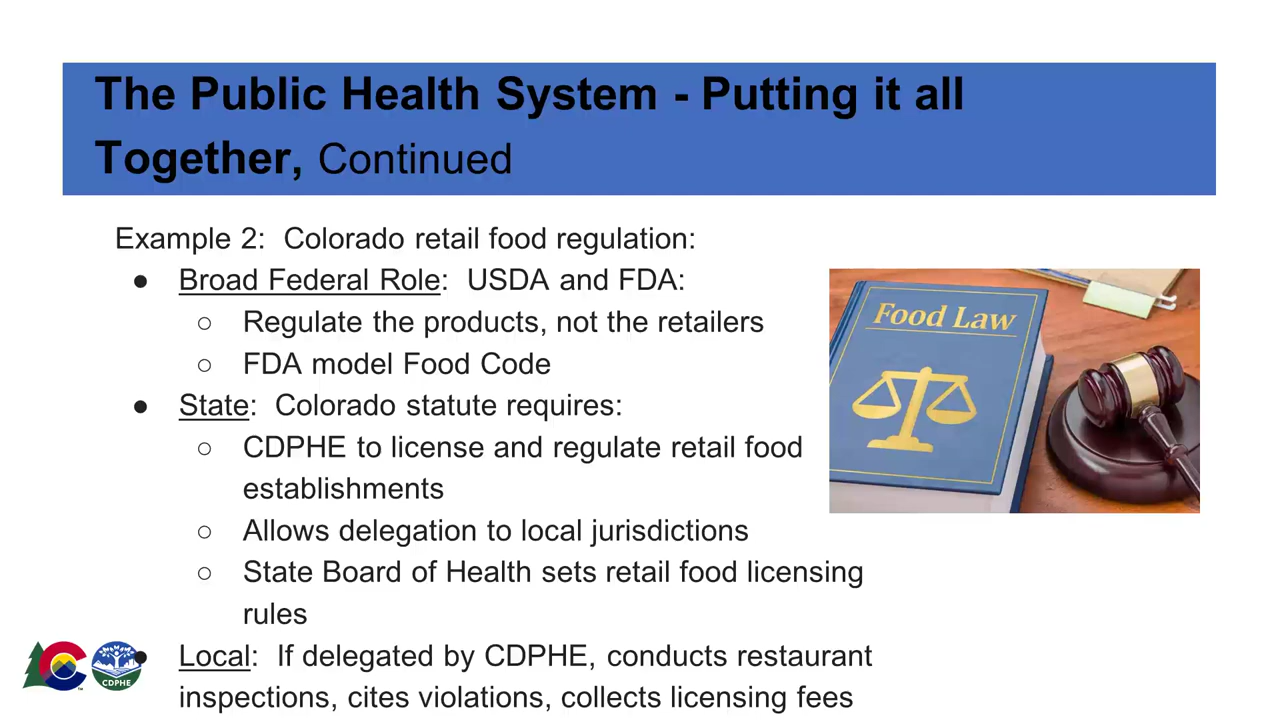 The Public Health System - Putting it all
Together, Continued
Example 2: Colorado retail food regulation:
● Broad Federal Role: USDA and FDA:
○ Regulate the products, not the retailers
○ FDA model Food Code
● State: Colorado statute requires:
○ CDPHE to license and regulate retail food
establishments
○ Allows delegation to local jurisdictions
○ State Board of Health sets retail food licensing
rules
● Local: If delegated by CDPHE, conducts restaurant
inspections, cites violations, collects licensing fees
Food Law
CDPHE
TM